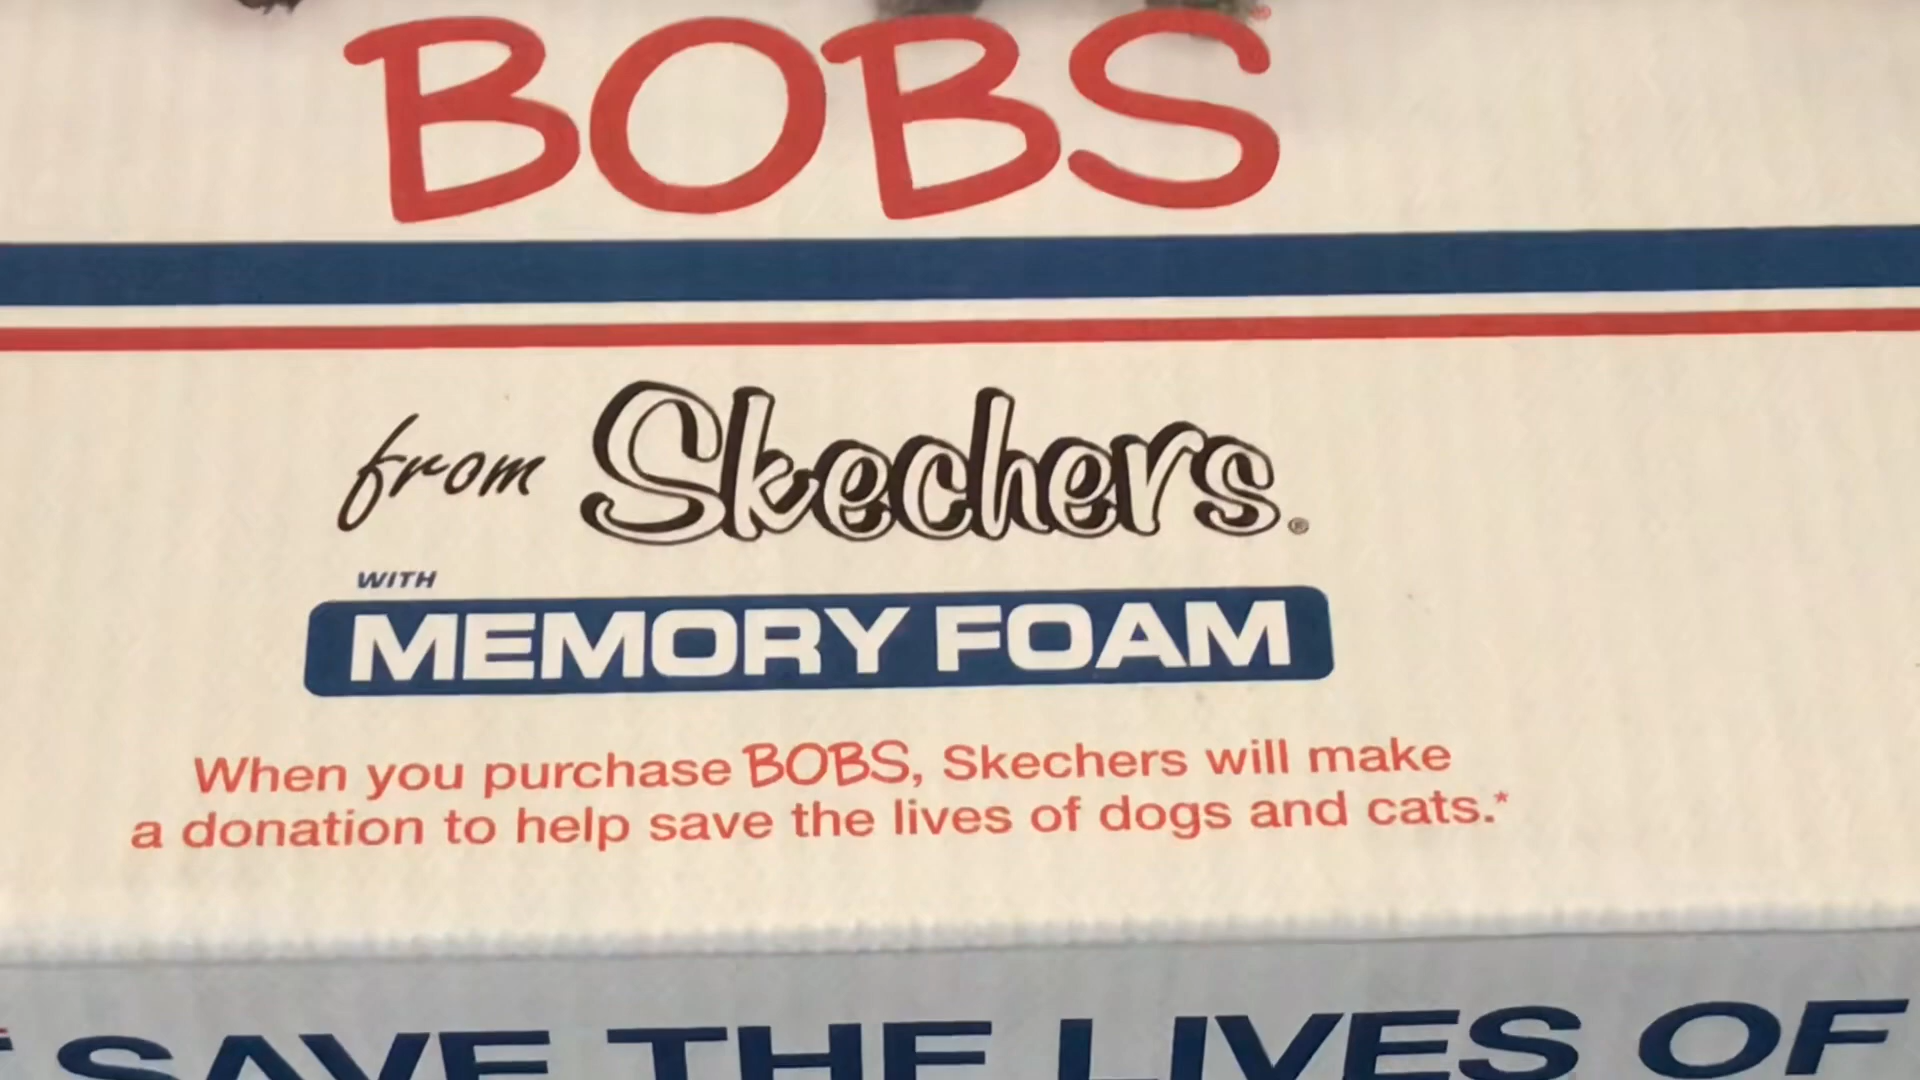 BOBS®
from Skechers®
WITH
MEMORY FOAM
When you purchase BOBS, Skechers will make
a donation to help save the lives of dogs and cats.*
SAVE THE LIVES OF